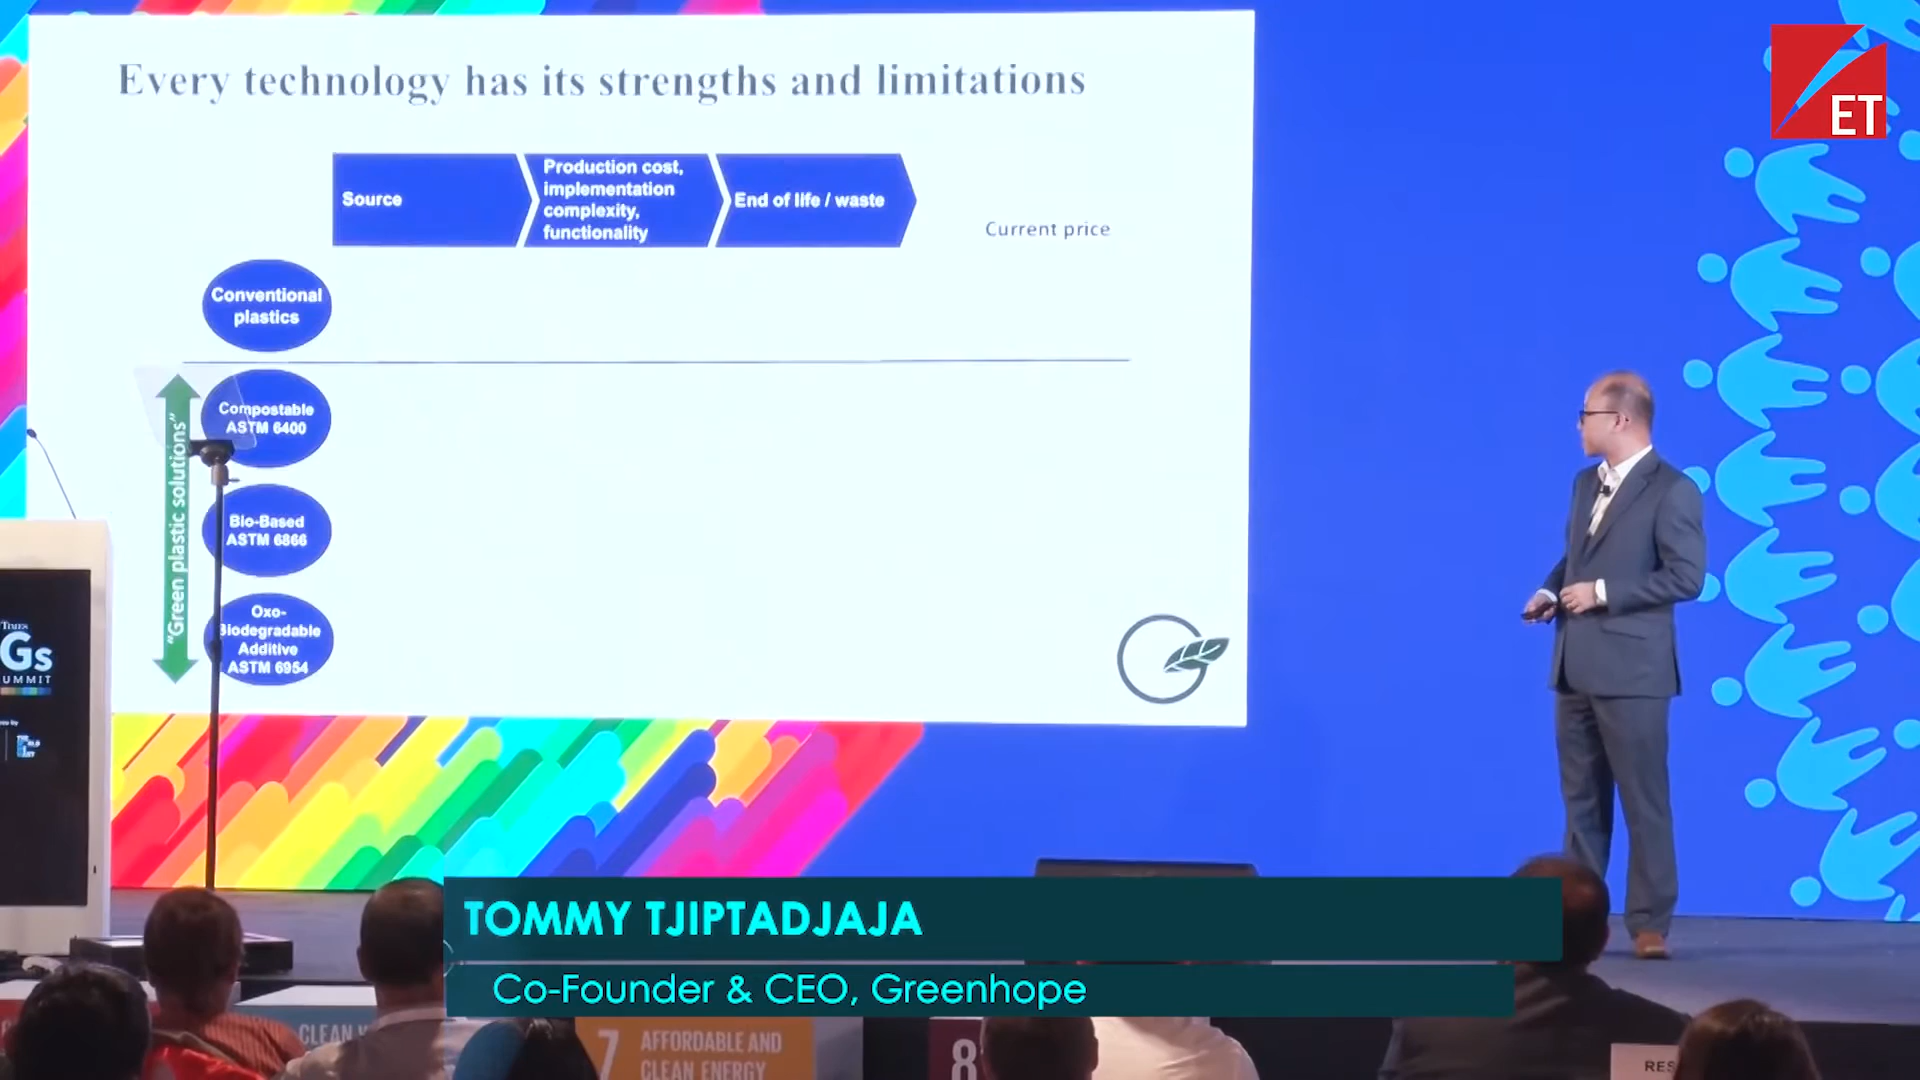 Every technology has its strengths and limitations
Source
Production cost,
implementation
complexity,
functionality
End of life / waste
Current price
Conventional
plastics
"Green plastic solutions"
Compostable
ASTM 6400
Bio-Based
ASTM 6866
Oxo-
Biodegradable
Additive
ASTM 6954
ET
TIMES
Gs
UMMIT
TOMMY TJIPTADJAJA
Co-Founder & CEO, Greenhope
CLEAN
7
AFFORDABLE AND
CLEAN ENERGY
8
RES